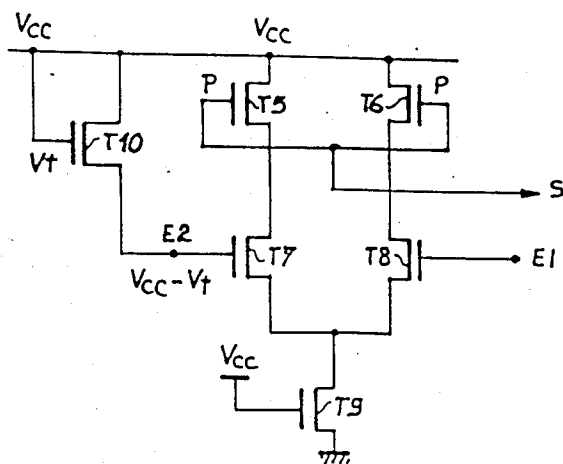 Vcc Vcc
P T5 T6 P
T10
Vt
S
E2
Vcc-Vt
T7 T8 E1
Vcc
T9